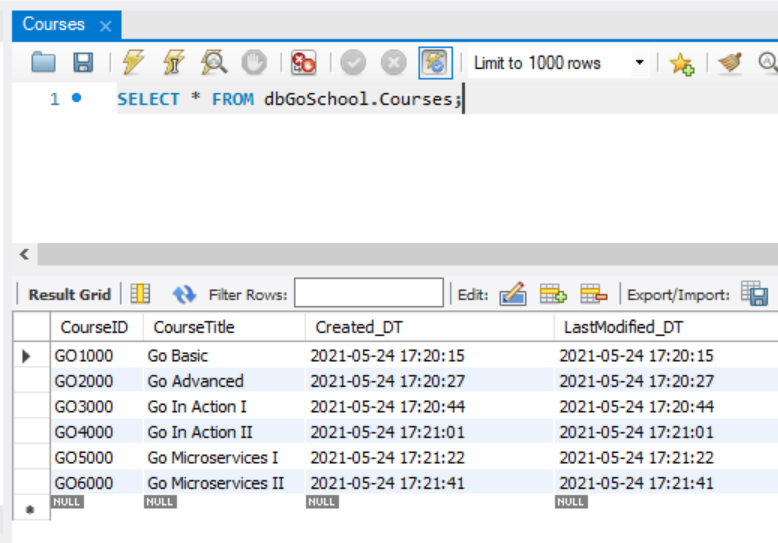 Courses ×
Limit to 1000 rows
1 SELECT * FROM dbGoSchool.Courses;
Result Grid Filter Rows: Edit: Export/Import:
CourseID CourseTitle Created_DT LastModified_DT
GO1000 Go Basic 2021-05-24 17:20:15 2021-05-24 17:20:15
GO2000 Go Advanced 2021-05-24 17:20:27 2021-05-24 17:20:27
GO3000 Go In Action I 2021-05-24 17:20:44 2021-05-24 17:20:44
GO4000 Go In Action II 2021-05-24 17:21:01 2021-05-24 17:21:01
GO5000 Go Microservices I 2021-05-24 17:21:22 2021-05-24 17:21:22
GO6000 Go Microservices II 2021-05-24 17:21:41 2021-05-24 17:21:41
NULL NULL NULL NULL